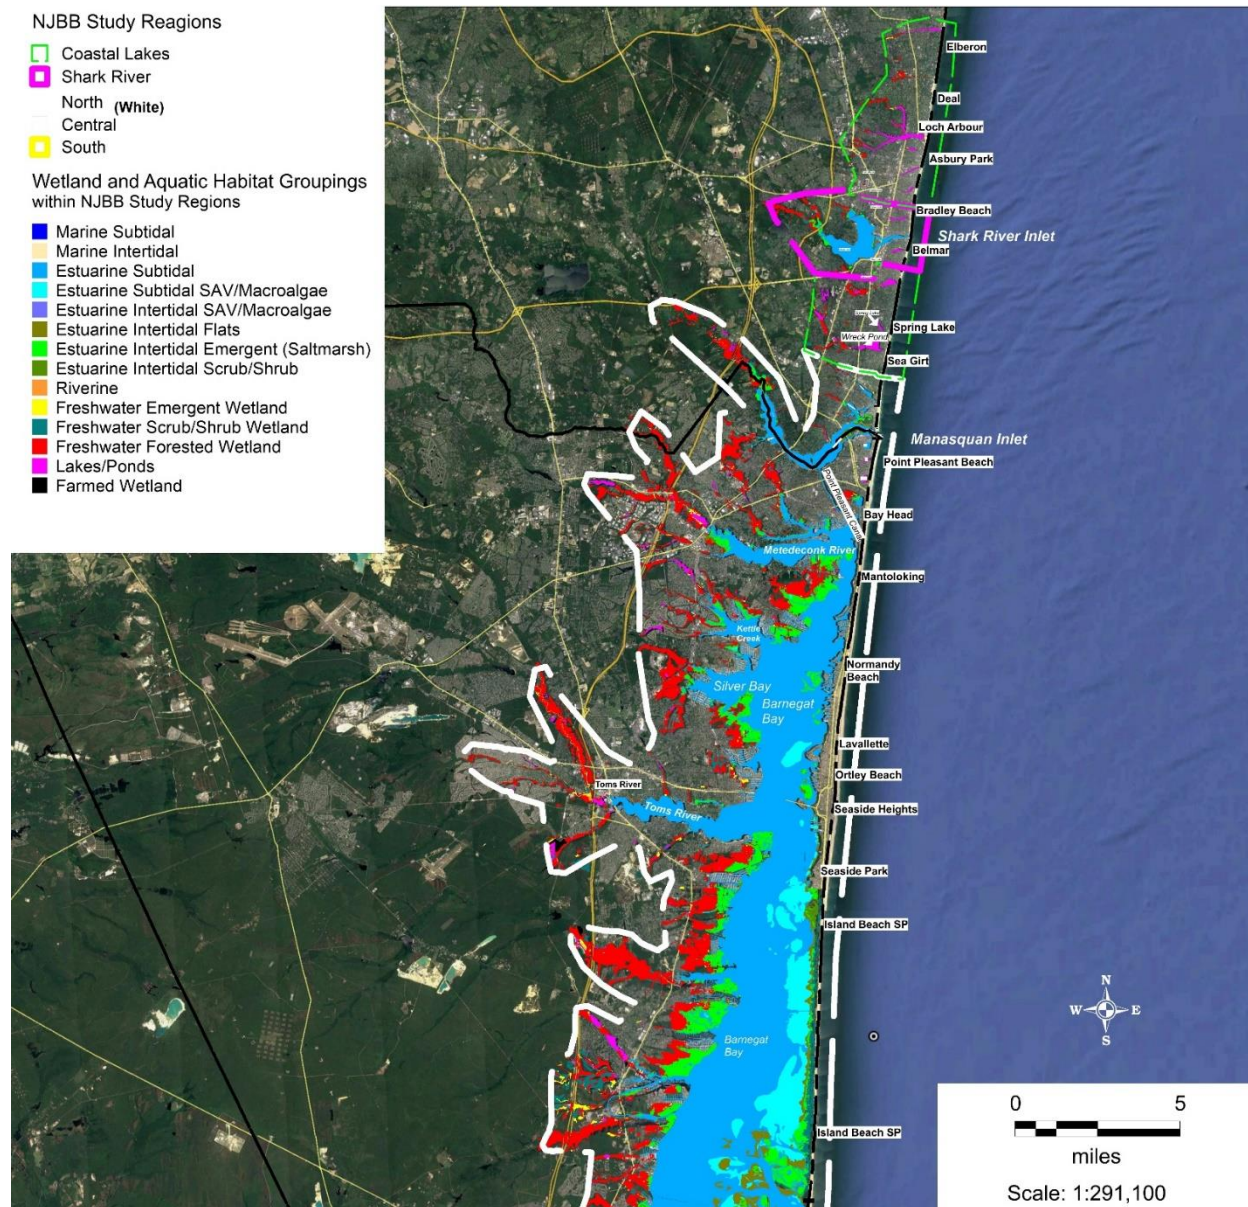 NJBB Study Reagions
Coastal Lakes
Shark River
North
(White)
Central
South
Wetland and Aquatic Habitat Groupings
within NJBB Study Regions
Marine Subtidal
Marine Intertidal
Estuarine Subtidal
Estuarine Subtidal SAV/Macroalgae
Estuarine Intertidal SAV/Macroalgae
Estuarine Intertidal Flats
Estuarine Intertidal Emergent (Saltmarsh)
Estuarine Intertidal Scrub/Shrub
Riverine
Freshwater Emergent Wetland
Freshwater Scrub/Shrub Wetland
Freshwater Forested Wetland
Lakes/Ponds
Farmed Wetland
Elberon
Deal
Loch Arbour
Asbury Park
Bradley Beach
Shark River Inlet
Belmar
Spring Lake
Wreck Pond
Sea Girt
Manasquan Inlet
Point Pleasant Beach
Point Pleasant Canal
Bay Head
Metedeconk River
Mantoloking
Kettle
Creek
Normandy
Beach
Silver Bay
Barnegat
Bay
Lavallette
Ortley Beach
Toms River
Toms River
Seaside Heights
Seaside Park
Island Beach SP
Barnegat
Bay
Island Beach SP
N
W
E
S
0
5
miles
Scale: 1:291,100